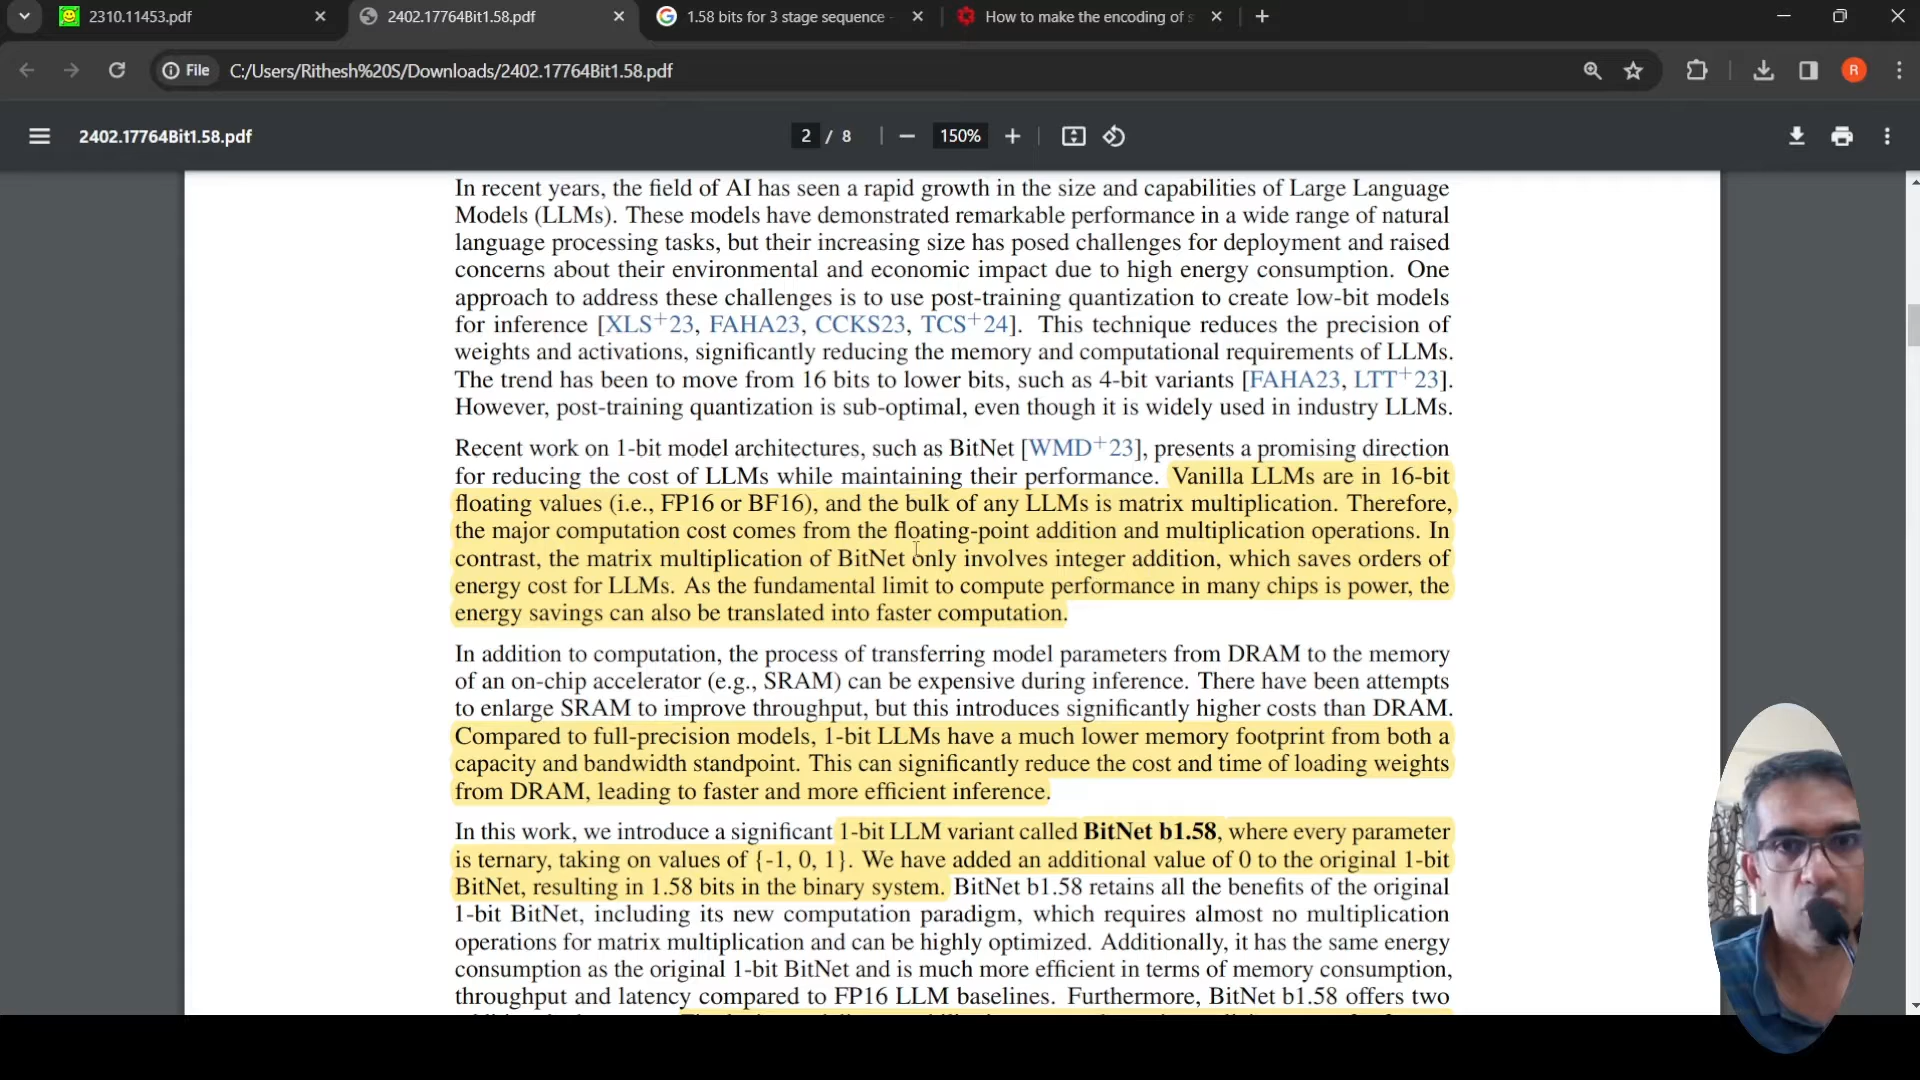 2310.11453.pdf
2402.17764Bit1.58.pdf
1.58 bits for 3 stage sequence
How to make the encoding of s
File
C:/Users/Rithesh%20S/Downloads/2402.17764Bit1.58.pdf
R
2402.17764Bit1.58.pdf
2 / 8
150%
In recent years, the field of AI has seen a rapid growth in the size and capabilities of Large Language
Models (LLMs). These models have demonstrated remarkable performance in a wide range of natural
language processing tasks, but their increasing size has posed challenges for deployment and raised
concerns about their environmental and economic impact due to high energy consumption. One
approach to address these challenges is to use post-training quantization to create low-bit models
for inference [XLS+23, FAHA23, CCKS23, TCS+24]. This technique reduces the precision of
weights and activations, significantly reducing the memory and computational requirements of LLMs.
The trend has been to move from 16 bits to lower bits, such as 4-bit variants [FAHA23, LTT+23].
However, post-training quantization is sub-optimal, even though it is widely used in industry LLMs.
Recent work on 1-bit model architectures, such as BitNet [WMD+23], presents a promising direction
for reducing the cost of LLMs while maintaining their performance. Vanilla LLMs are in 16-bit
floating values (i.e., FP16 or BF16), and the bulk of any LLMs is matrix multiplication. Therefore,
the major computation cost comes from the floating-point addition and multiplication operations. In
contrast, the matrix multiplication of BitNet only involves integer addition, which saves orders of
energy cost for LLMs. As the fundamental limit to compute performance in many chips is power, the
energy savings can also be translated into faster computation.
In addition to computation, the process of transferring model parameters from DRAM to the memory
of an on-chip accelerator (e.g., SRAM) can be expensive during inference. There have been attempts
to enlarge SRAM to improve throughput, but this introduces significantly higher costs than DRAM.
Compared to full-precision models, 1-bit LLMs have a much lower memory footprint from both a
capacity and bandwidth standpoint. This can significantly reduce the cost and time of loading weights
from DRAM, leading to faster and more efficient inference.
In this work, we introduce a significant 1-bit LLM variant called BitNet b1.58, where every parameter
is ternary, taking on values of {-1, 0, 1}. We have added an additional value of 0 to the original 1-bit
BitNet, resulting in 1.58 bits in the binary system. BitNet b1.58 retains all the benefits of the original
1-bit BitNet, including its new computation paradigm, which requires almost no multiplication
operations for matrix multiplication and can be highly optimized. Additionally, it has the same energy
consumption as the original 1-bit BitNet and is much more efficient in terms of memory consumption,
throughput and latency compared to FP16 LLM baselines. Furthermore, BitNet b1.58 offers two